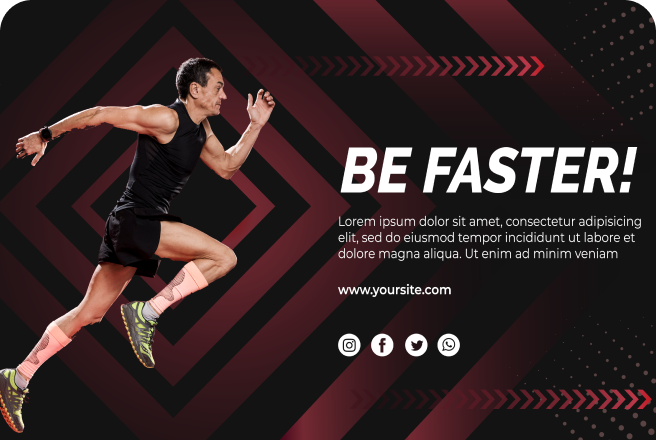 BE FASTER!
Lorem ipsum dolor sit amet, consectetur adipisicing
elit, sed do eiusmod tempor incididunt ut labore et
dolore magna aliqua. Ut enim ad minim veniam
www.yoursite.com